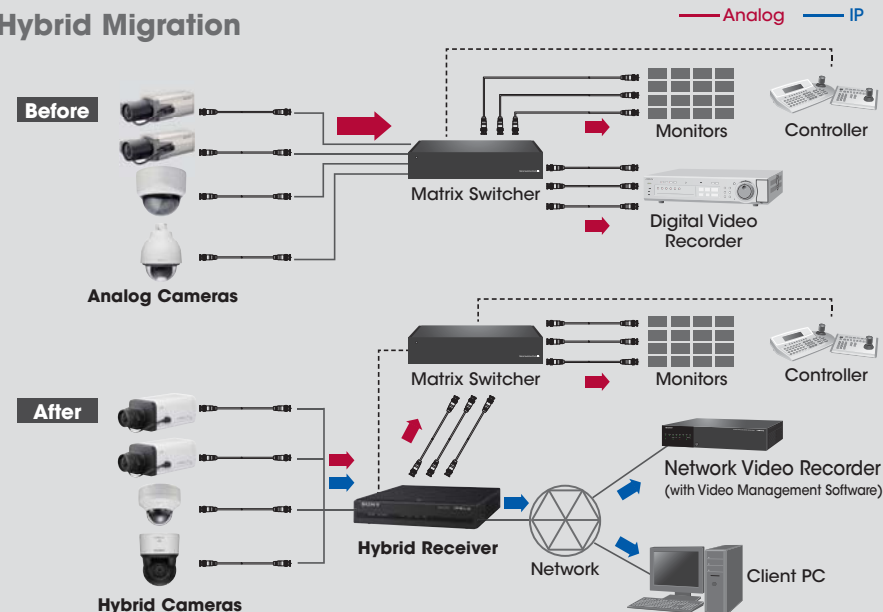 Hybrid Migration
Analog
IP
Before
Matrix Switcher
Monitors
Controller
Digital Video
Recorder
Analog Cameras
Matrix Switcher
Monitors
Controller
After
Network Video Recorder
(with Video Management Software)
SONY
Hybrid Receiver
Network
Client PC
Hybrid Cameras